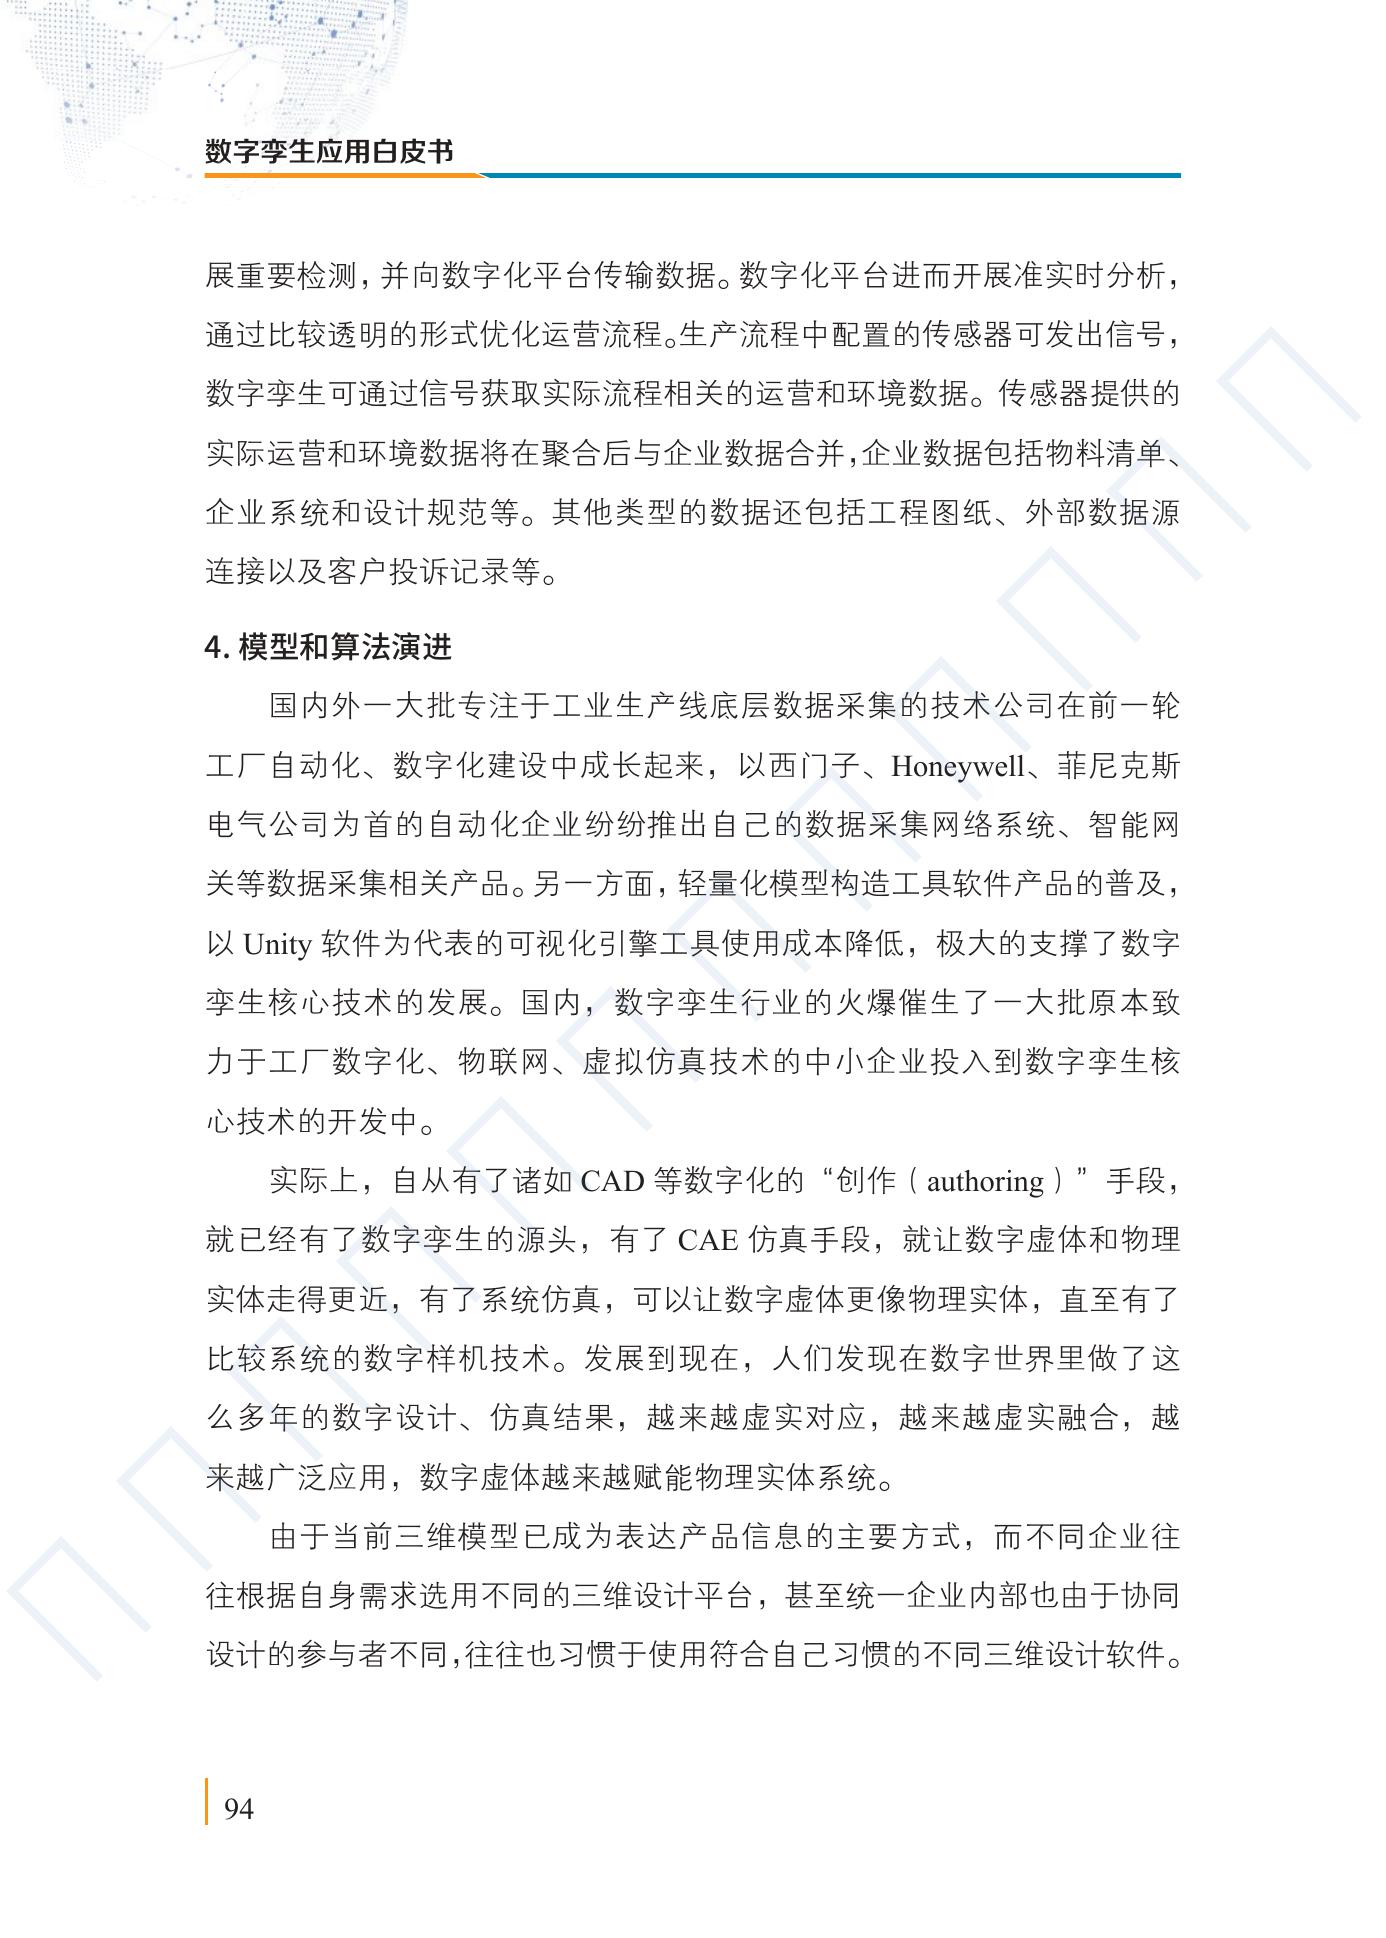 数字孪生应用白皮书
展重要检测，并向数字化平台传输数据。数字化平台进而开展准实时分析，
通过比较透明的形式优化运营流程。生产流程中配置的传感器可发出信号，
数字孪生可通过信号获取实际流程相关的运营和环境数据。传感器提供的
实际运营和环境数据将在聚合后与企业数据合并，企业数据包括物料清单、
企业系统和设计规范等。其他类型的数据还包括工程图纸、外部数据源
连接以及客户投诉记录等。
4. 模型和算法演进
国内外一大批专注于工业生产线底层数据采集的技术公司在前一轮
工厂自动化、数字化建设中成长起来，以西门子、Honeywell、菲尼克斯
电气公司为首的自动化企业纷纷推出自己的数据采集网络系统、智能网
关等数据采集相关产品。另一方面，轻量化模型构造工具软件产品的普及，
以 Unity 软件为代表的可视化引擎工具使用成本降低，极大的支撑了数字
孪生核心技术的发展。国内，数字孪生行业的火爆催生了一大批原本致
力于工厂数字化、物联网、虚拟仿真技术的中小企业投入到数字孪生核
心技术的开发中。
实际上，自从有了诸如 CAD 等数字化的“创作（authoring）”手段，
就已经有了数字孪生的源头，有了 CAE 仿真手段，就让数字虚体和物理
实体走得更近，有了系统仿真，可以让数字虚体更像物理实体，直至有了
比较系统的数字样机技术。发展到现在，人们发现在数字世界里做了这
么多年的数字设计、仿真结果，越来越虚实对应，越来越虚实融合，越
来越广泛应用，数字虚体越来越赋能物理实体系统。
由于当前三维模型已成为表达产品信息的主要方式，而不同企业往
往根据自身需求选用不同的三维设计平台，甚至统一企业内部也由于协同
设计的参与者不同，往往也习惯于使用符合自己习惯的不同三维设计软件。
94